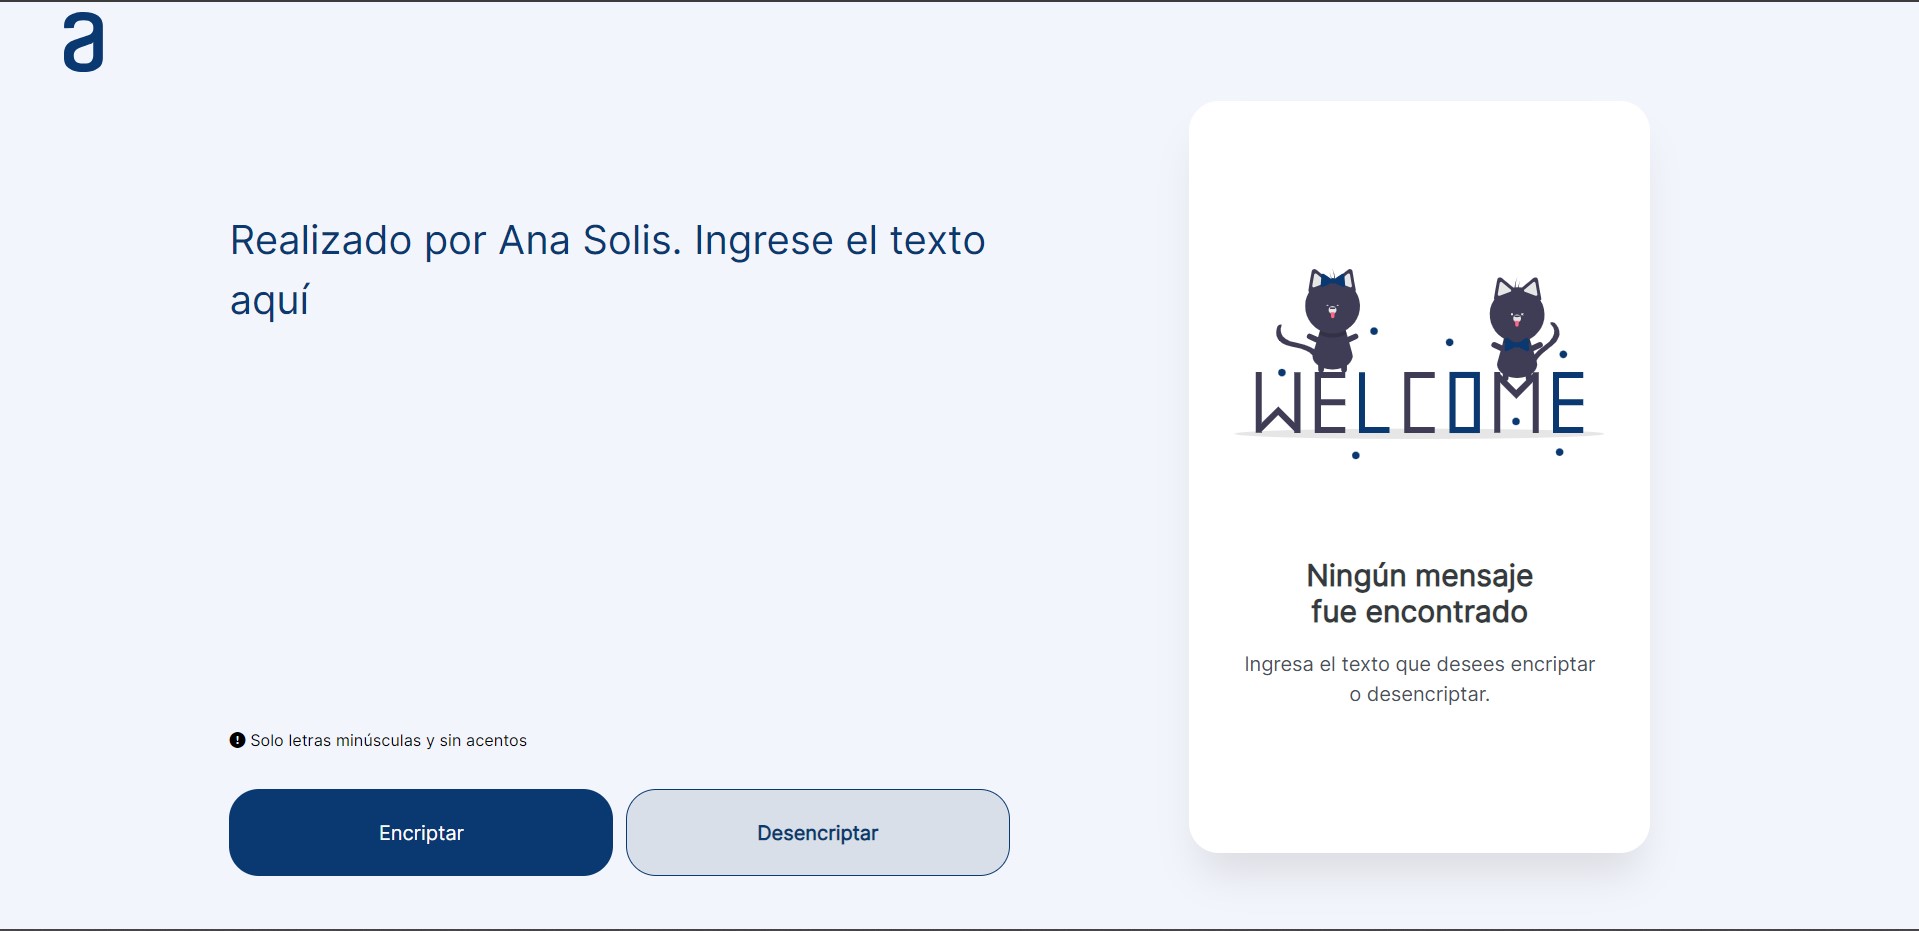 a
Realizado por Ana Solis. Ingrese el texto
aquí
Solo letras minúsculas y sin acentos
Encriptar
Desencriptar
WELCOME
Ningún mensaje
fue encontrado
Ingresa el texto que desees encriptar
o desencriptar.